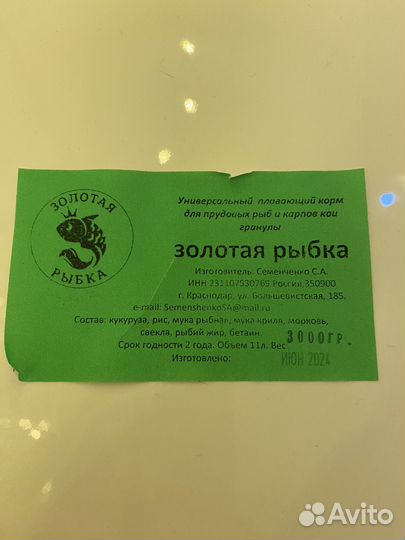 ЗОЛОТАЯ
РЫБКА
Универсальный плавающий корм
для прудовых рыб и карпов кои
гранулы
золотая рыбка
Изготовитель: Семенченко С.А.
ИНН 231107530769 Россия,350900
г. Краснодар, ул. Большевистская, 185.
e-mail: SemenshenkoSA@mail.ru
Состав: кукуруза, рис, мука рыбная, мука криля, морковь,
свекла, рыбий жир, бетаин.
Срок годности 2 года. Объем 11л. Вес. 3000ГР.
Изготовлено: ИЮН 2024
Avito